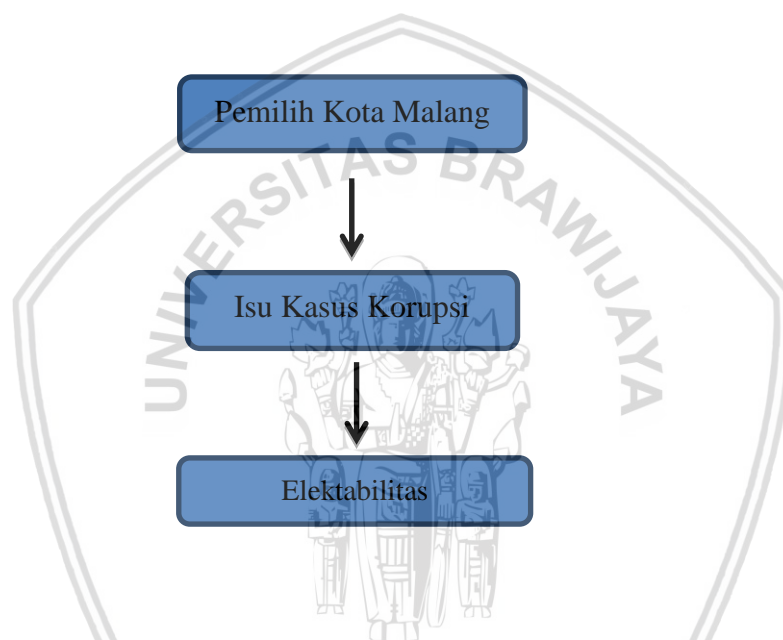 Pemilih Kota Malang
UNIVERSITAS BRAWIJAYA
Isu Kasus Korupsi
Elektabilitas